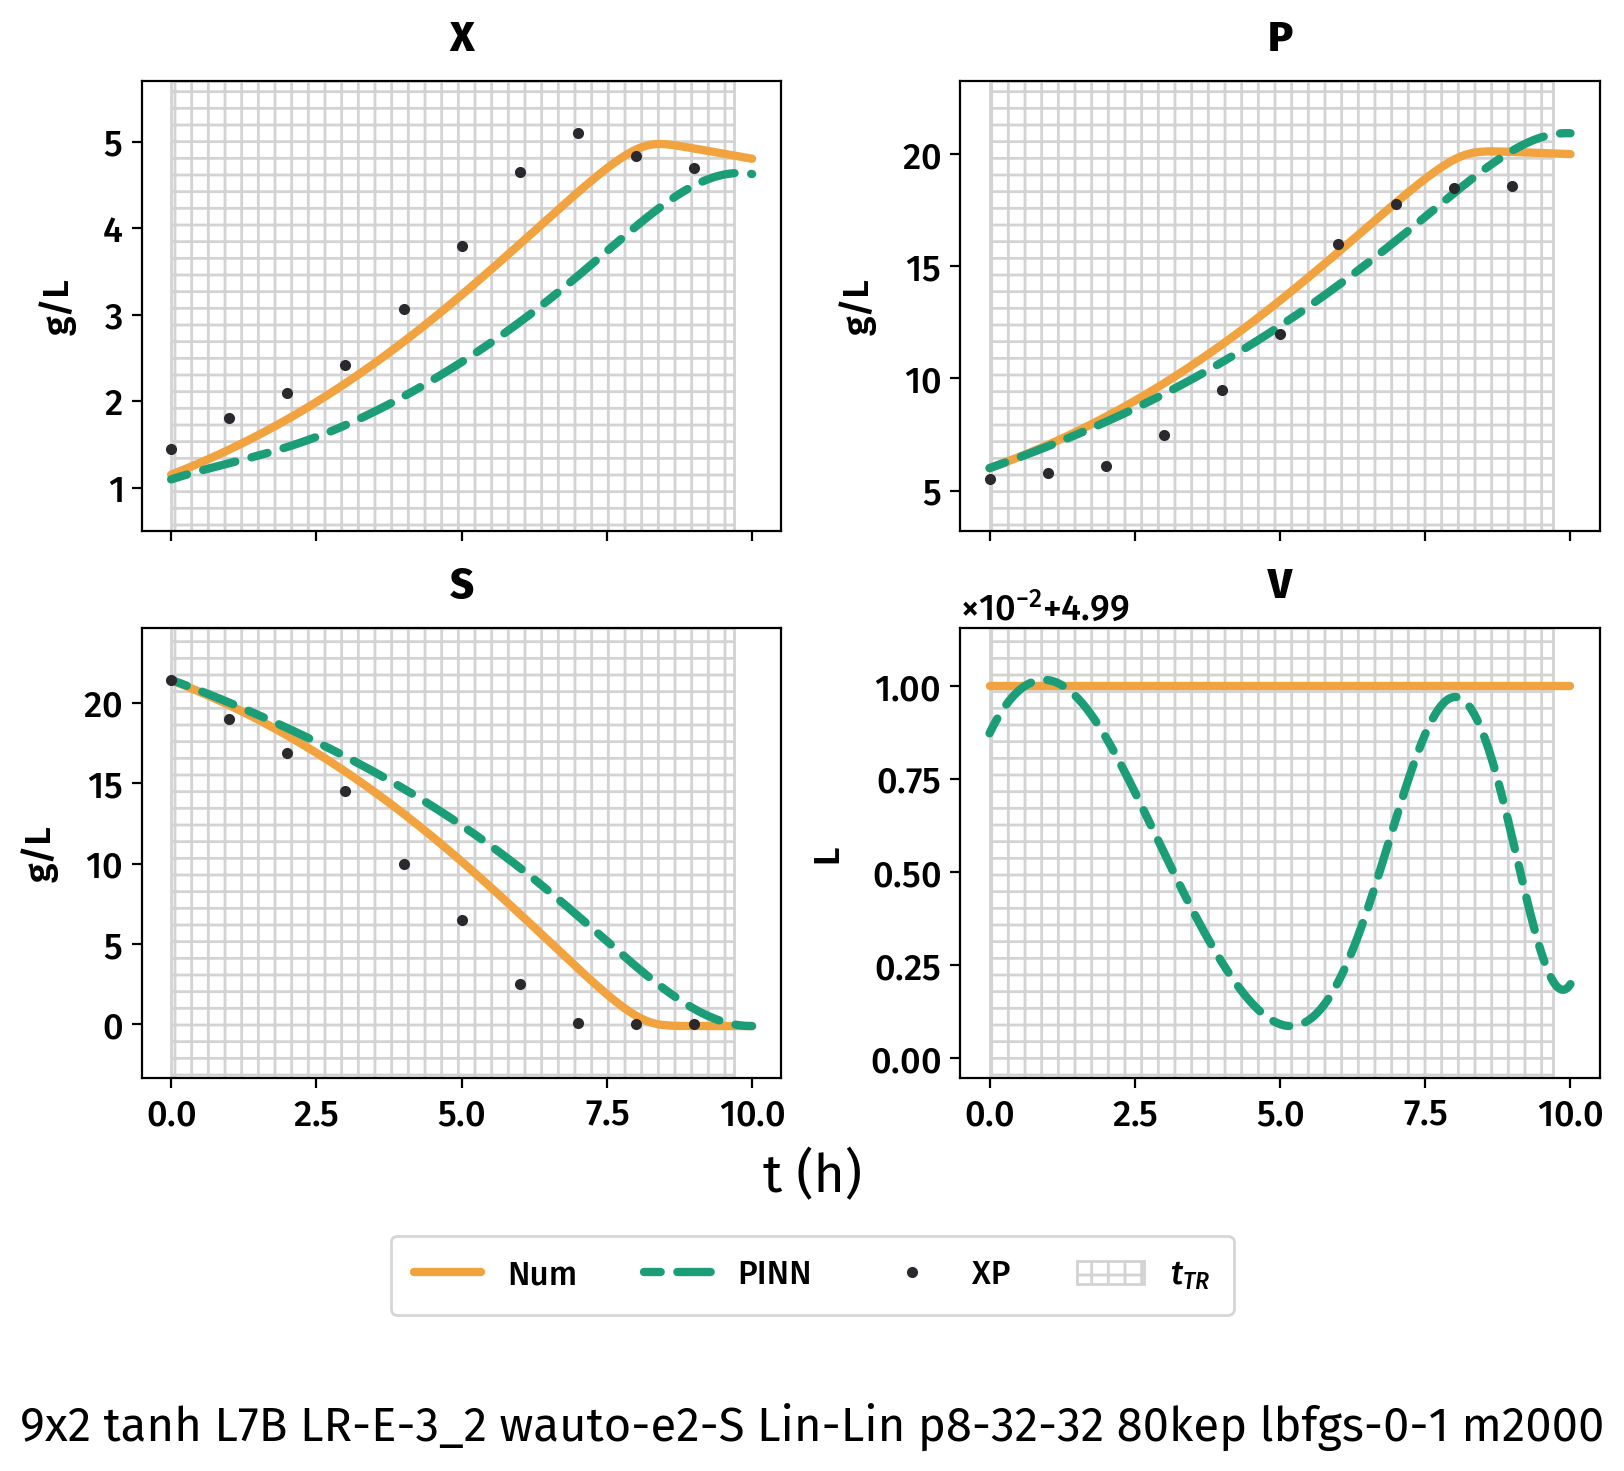 X
P
g/L
5
4
3
2
1
g/L
20
15
10
5
S
V
×10⁻²+4.99
g/L
20
15
10
5
0
L
1.00
0.75
0.50
0.25
0.00
0.0 2.5 5.0 7.5 10.0
0.0 2.5 5.0 7.5 10.0
t (h)
Num PINN XP t_TR
9x2 tanh L7B LR-E-3_2 wauto-e2-S Lin-Lin p8-32-32 80kep lbfgs-0-1 m2000